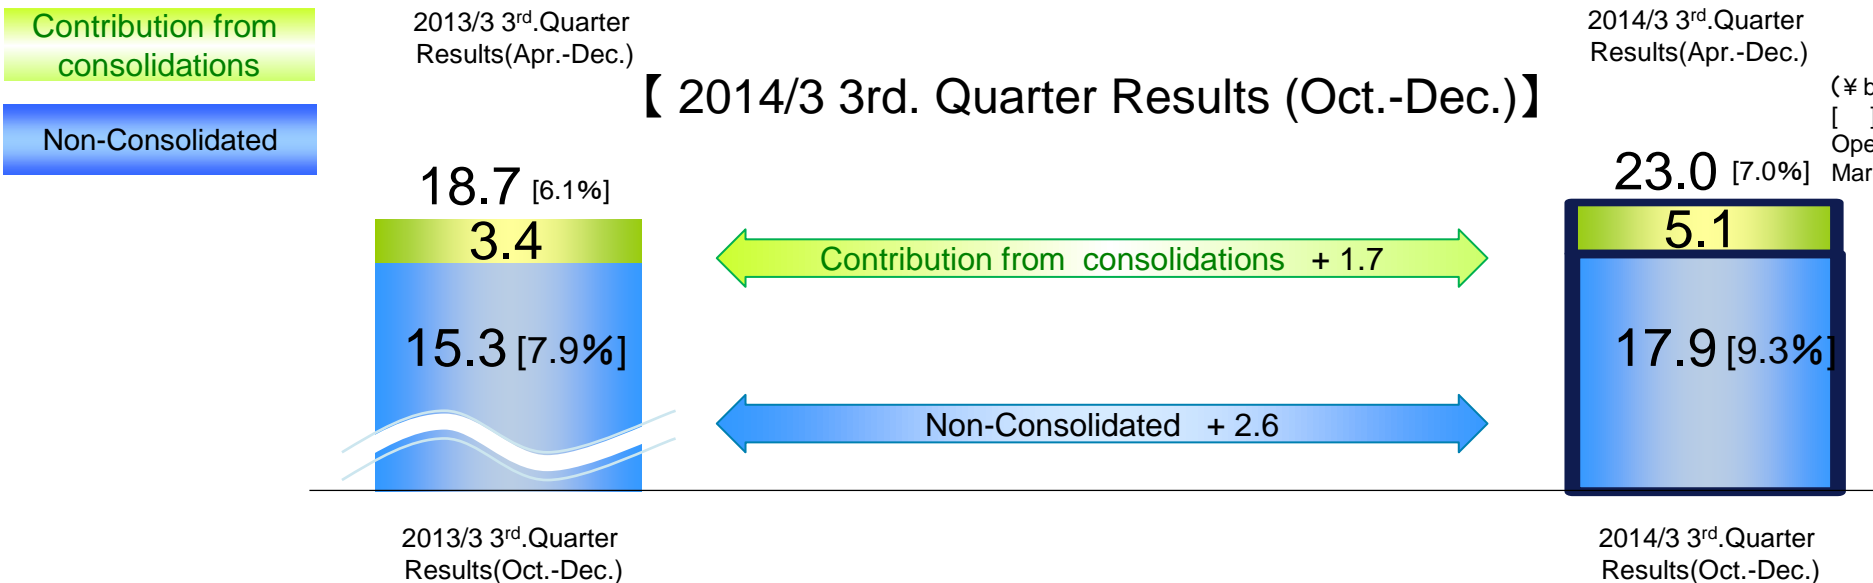 Contribution from
consolidations
Non-Consolidated
2013/3 3rd.Quarter
Results(Apr.-Dec.)
2014/3 3rd.Quarter
Results(Apr.-Dec.)
【 2014/3 3rd. Quarter Results (Oct.-Dec.)】
(¥
[ ]
18.7 [6.1%]
3.4
15.3 [7.9%]
Contribution from consolidations + 1.7
Non-Consolidated + 2.6
23.0 [7.0%]
5.1
17.9 [9.3%]
2013/3 3rd.Quarter
Results(Oct.-Dec.)
2014/3 3rd.Quarter
Results(Oct.-Dec.)